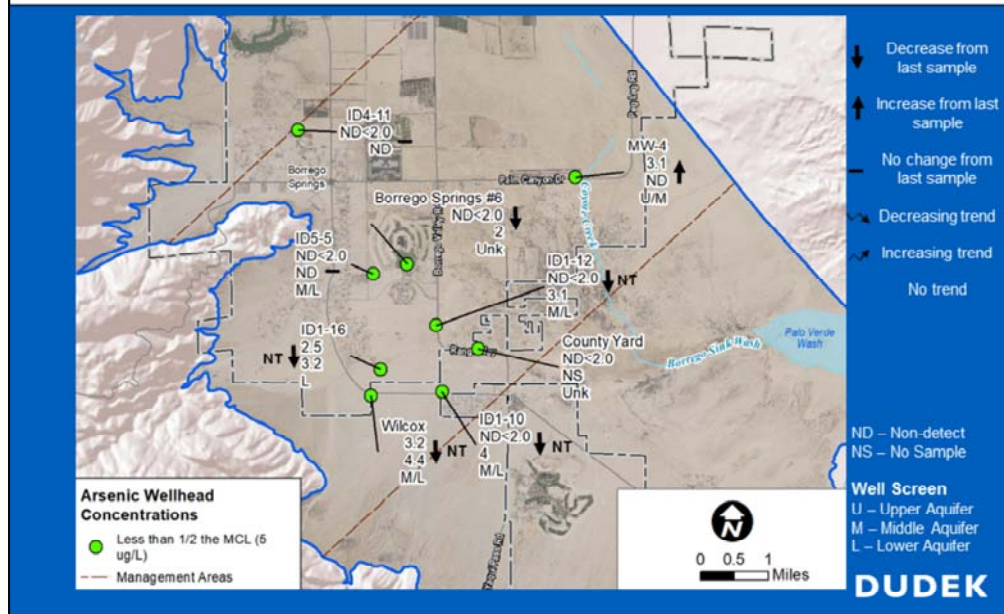 ID4-11
ND<2.0
ND
Borrego
Springs
Palm Canyon Dr
MW-4
3.1
ND
U/M
Borrego Springs #6
ND<2.0
2
Unk
Borrego Valley Rd
ID5-5
ND<2.0
ND
M/L
ID1-12
ND<2.0
3.1
M/L
NT
ID1-16
2.5
3.2
L
NT
County Yard
ND<2.0
NS
Unk
Borrego Sink Wash
Palo Verde
Wash
Wilcox
3.2
4.4
M/L
NT
ID1-10
ND<2.0
4
M/L
NT
Yaqui Pass Rd
Arsenic Wellhead
Concentrations
Less than 1/2 the MCL (5
ug/L)
Management Areas
N
0 0.5 1
Miles
Decrease from
last sample
Increase from last
sample
No change from
last sample
Decreasing trend
Increasing trend
No trend
ND – Non-detect
NS – No Sample
Well Screen
U – Upper Aquifer
M – Middle Aquifer
L – Lower Aquifer
DUDEK